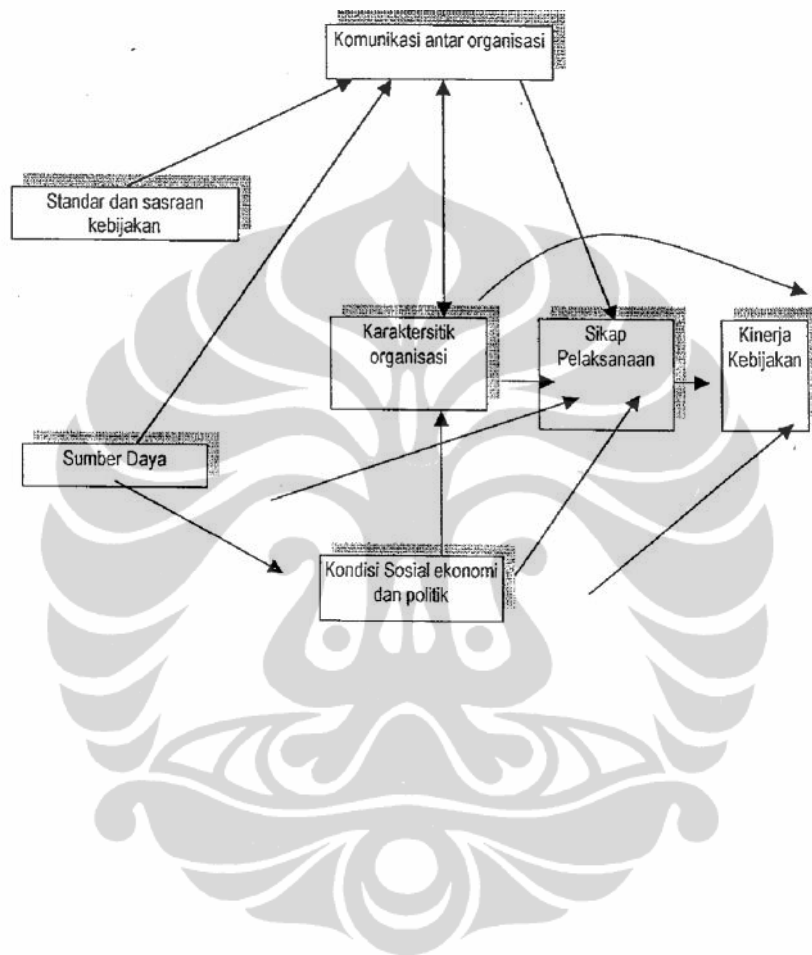 Komunikasi antar organisasi
Standar dan sasraan
kebijakan
Karaktersitik
organisasi
Sikap
Pelaksanaan
Kinerja
Kebijakan
Sumber Daya
Kondisi Sosial ekonomi
dan politik